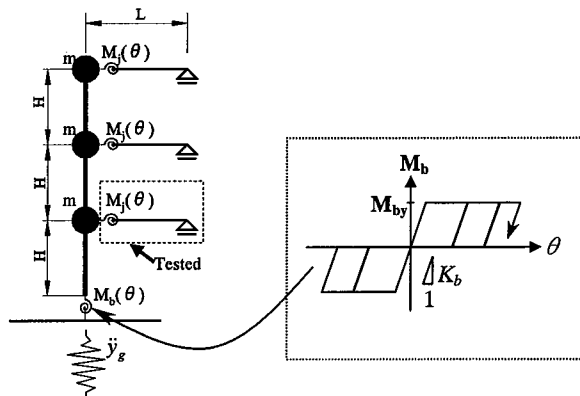 L
m M_j(θ)
H
m M_j(θ)
H
m M_j(θ)
H
Tested
M_b(θ)
ÿ_g
M_b
M_by
θ
K_b
1